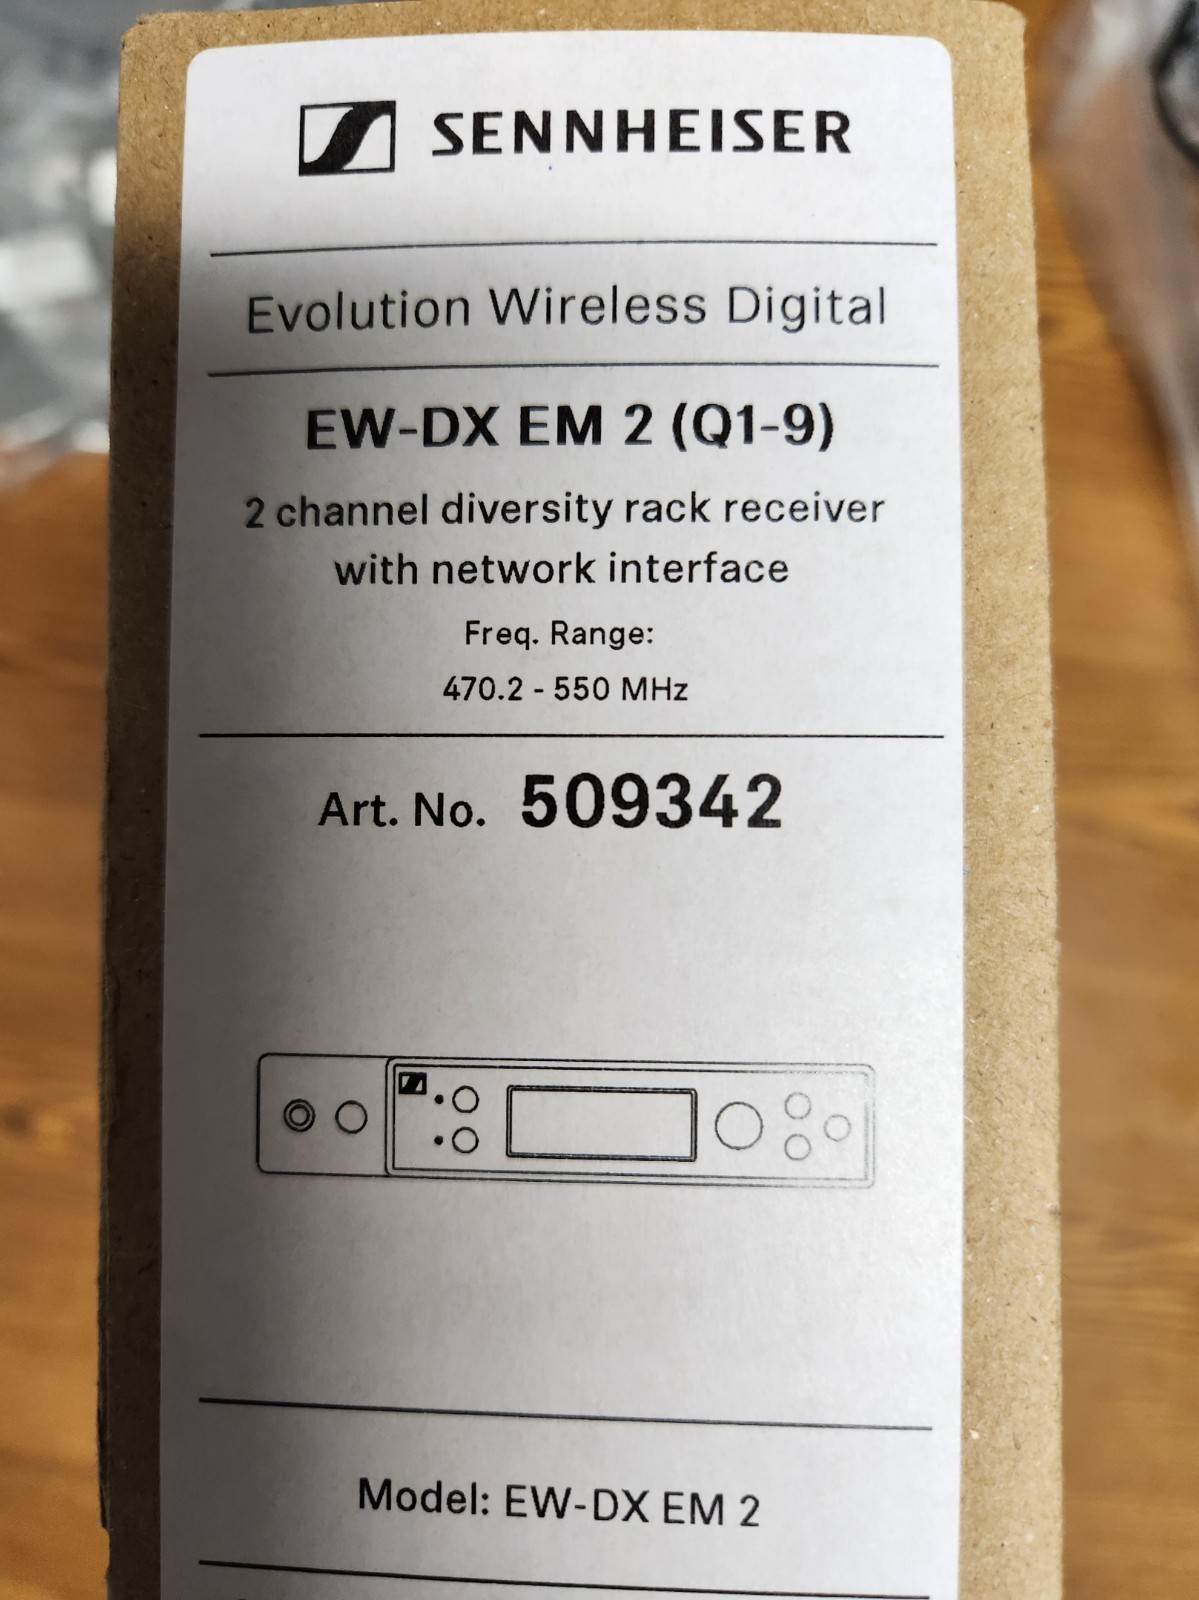 SENNHEISER
Evolution Wireless Digital
EW-DX EM 2 (Q1-9)
2 channel diversity rack receiver
with network interface
Freq. Range:
470.2 - 550 MHz
Art. No. 509342
Model: EW-DX EM 2